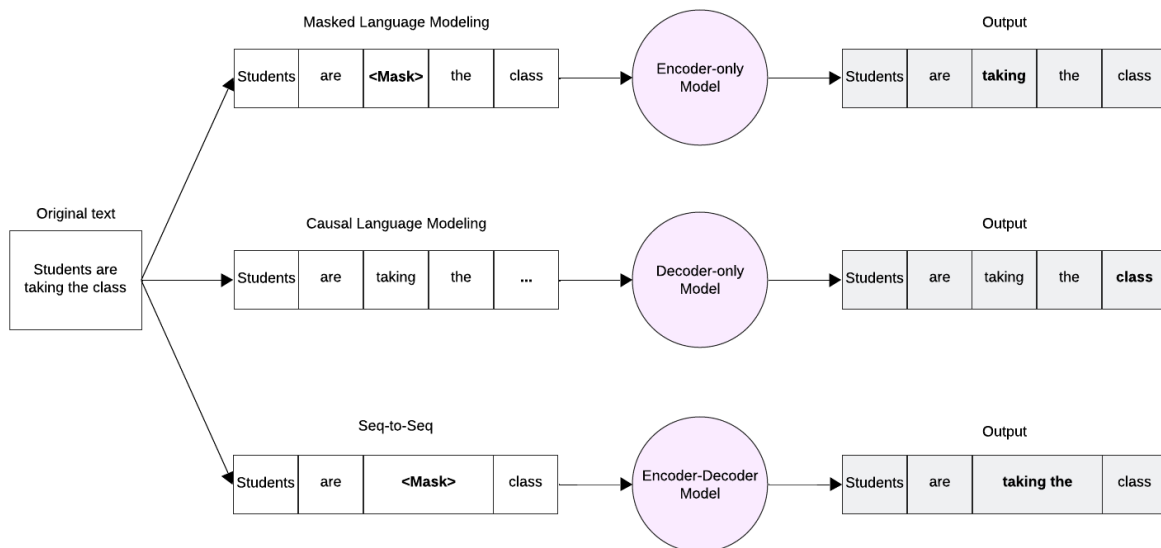 Masked Language Modeling
Output
Students are <Mask> the class
Encoder-only
Model
Students are taking the class
Original text
Students are
taking the class
Causal Language Modeling
Output
Students are taking the ...
Decoder-only
Model
Students are taking the class
Seq-to-Seq
Output
Students are <Mask> class
Encoder-Decoder
Model
Students are taking the class